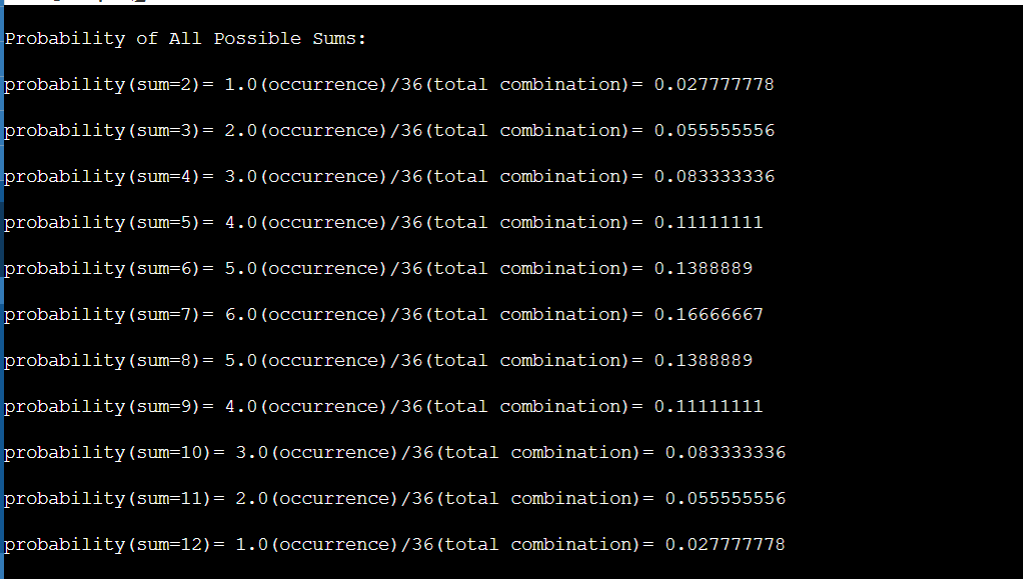 Probability of All Possible Sums:
probability(sum=2)= 1.0(occurrence)/36(total combination)= 0.027777778
probability(sum=3)= 2.0(occurrence)/36(total combination)= 0.055555556
probability(sum=4)= 3.0(occurrence)/36(total combination)= 0.083333336
probability(sum=5)= 4.0(occurrence)/36(total combination)= 0.11111111
probability(sum=6)= 5.0(occurrence)/36(total combination)= 0.1388889
probability(sum=7)= 6.0(occurrence)/36(total combination)= 0.16666667
probability(sum=8)= 5.0(occurrence)/36(total combination)= 0.1388889
probability(sum=9)= 4.0(occurrence)/36(total combination)= 0.11111111
probability(sum=10)= 3.0(occurrence)/36(total combination)= 0.083333336
probability(sum=11)= 2.0(occurrence)/36(total combination)= 0.055555556
probability(sum=12)= 1.0(occurrence)/36(total combination)= 0.027777778